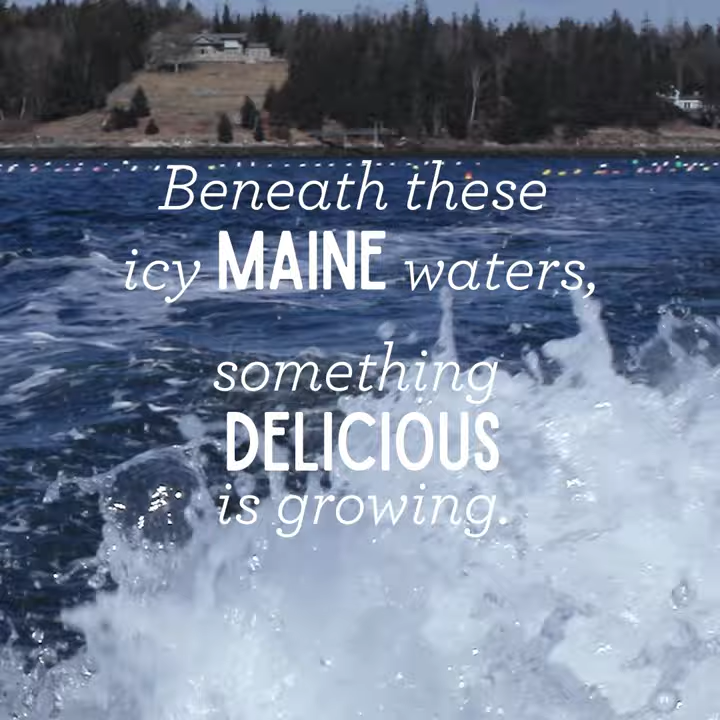 Beneath these
icy MAINE waters,
something
DELICIOUS
is growing.